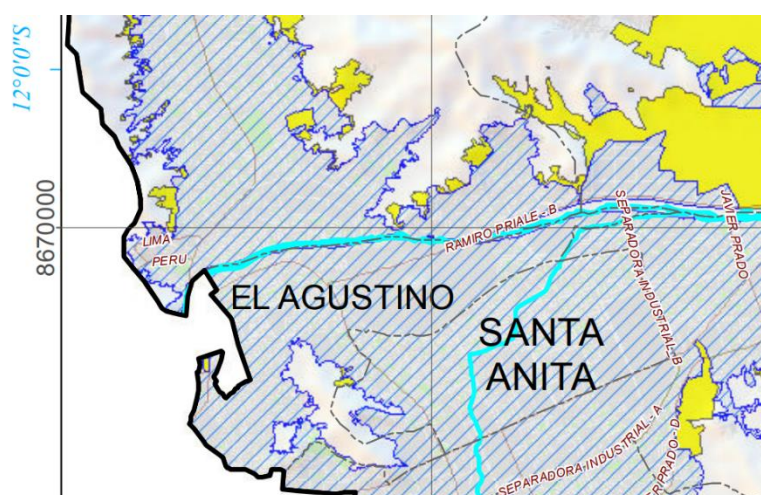 12°0'0"S
8670000
LIMA
PERU
RAMIRO PRIALE - B
SEPARADORA INDUSTRIAL - B
JAVIER PRADO
EL AGUSTINO
SANTA
ANITA
SEPARADORA INDUSTRIAL - A
R PRADO - D